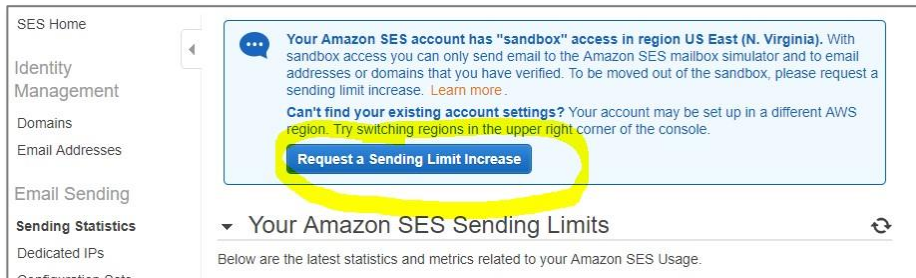 SES Home
Identity
Management
Domains
Email Addresses
Email Sending
Sending Statistics
Dedicated IPs
Configuration Sets
Your Amazon SES account has "sandbox" access in region US East (N. Virginia). With
sandbox access you can only send email to the Amazon SES mailbox simulator and to email
addresses or domains that you have verified. To be moved out of the sandbox, please request a
sending limit increase. Learn more.
Can't find your existing account settings? Your account may be set up in a different AWS
region. Try switching regions in the upper right corner of the console.
Request a Sending Limit Increase
Your Amazon SES Sending Limits
Below are the latest statistics and metrics related to your Amazon SES Usage.